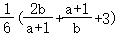 1/6 (2b/(a+1) + (a+1)/b + 3)